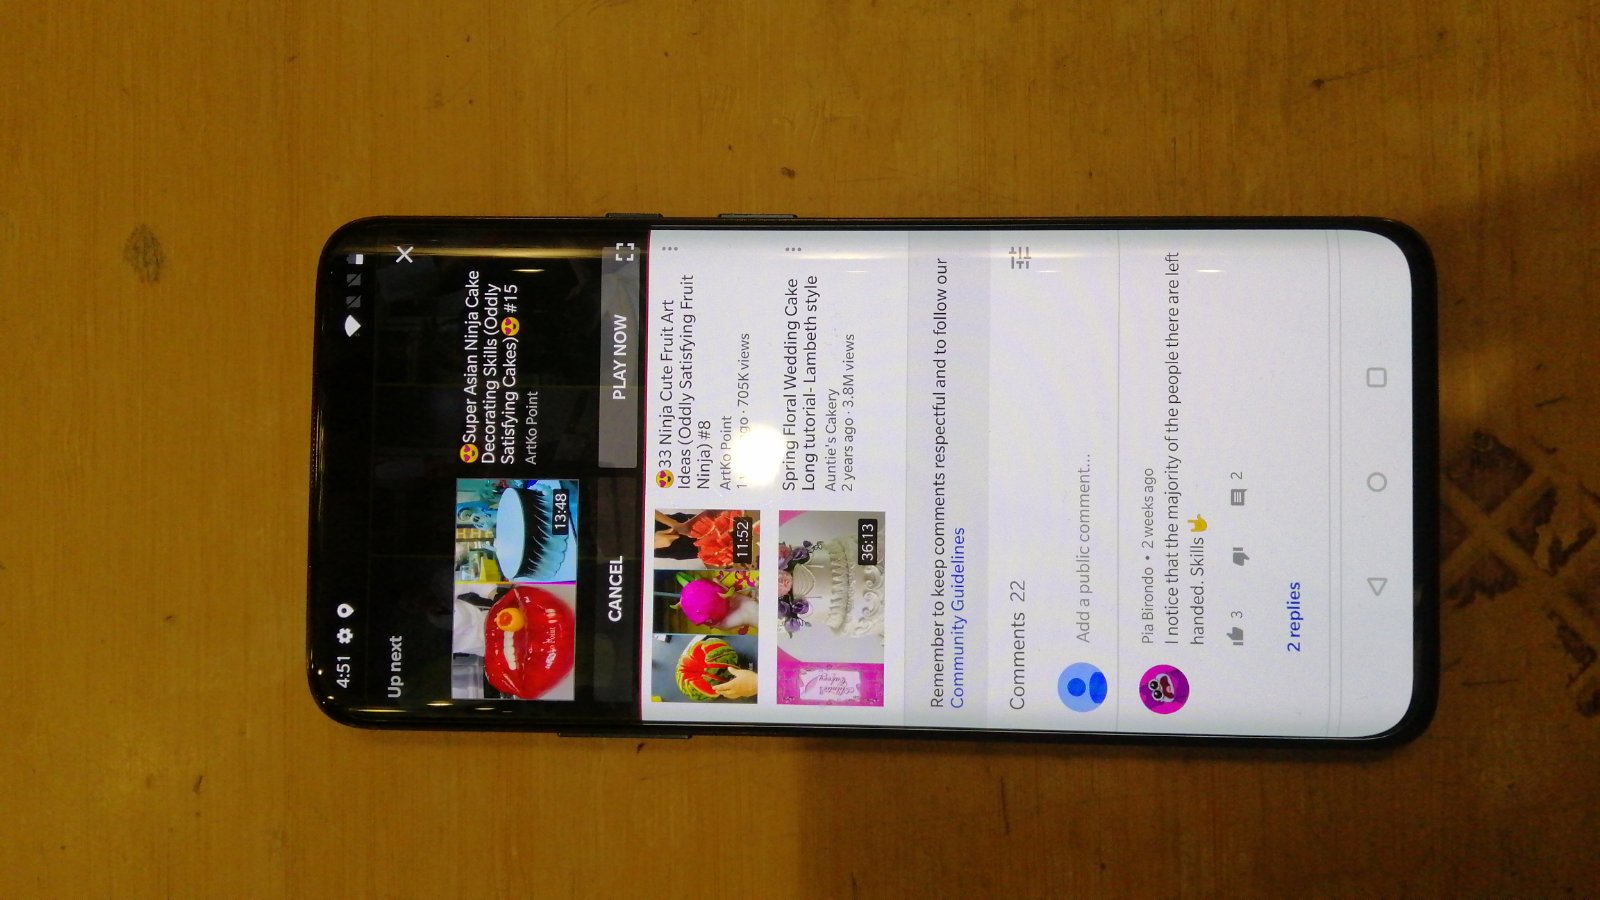 4:51
Up next
😍Super Asian Ninja Cake
Decorating Skills (Oddly
Satisfying Cakes)😍 #15
ArtKo Point
13:48
CANCEL
PLAY NOW
😍33 Ninja Cute Fruit Art
Ideas (Oddly Satisfying Fruit
Ninja) #8
ArtKo Point
ago · 705K views
11:52
Spring Floral Wedding Cake
Long tutorial- Lambeth style
Auntie's Cakery
2 years ago · 3.8M views
36:13
Remember to keep comments respectful and to follow our
Community Guidelines
Comments 22
Add a public comment...
Pia Birondo • 2 weeks ago
I notice that the majority of the people there are left
handed. Skills🤟
3
2
2 replies